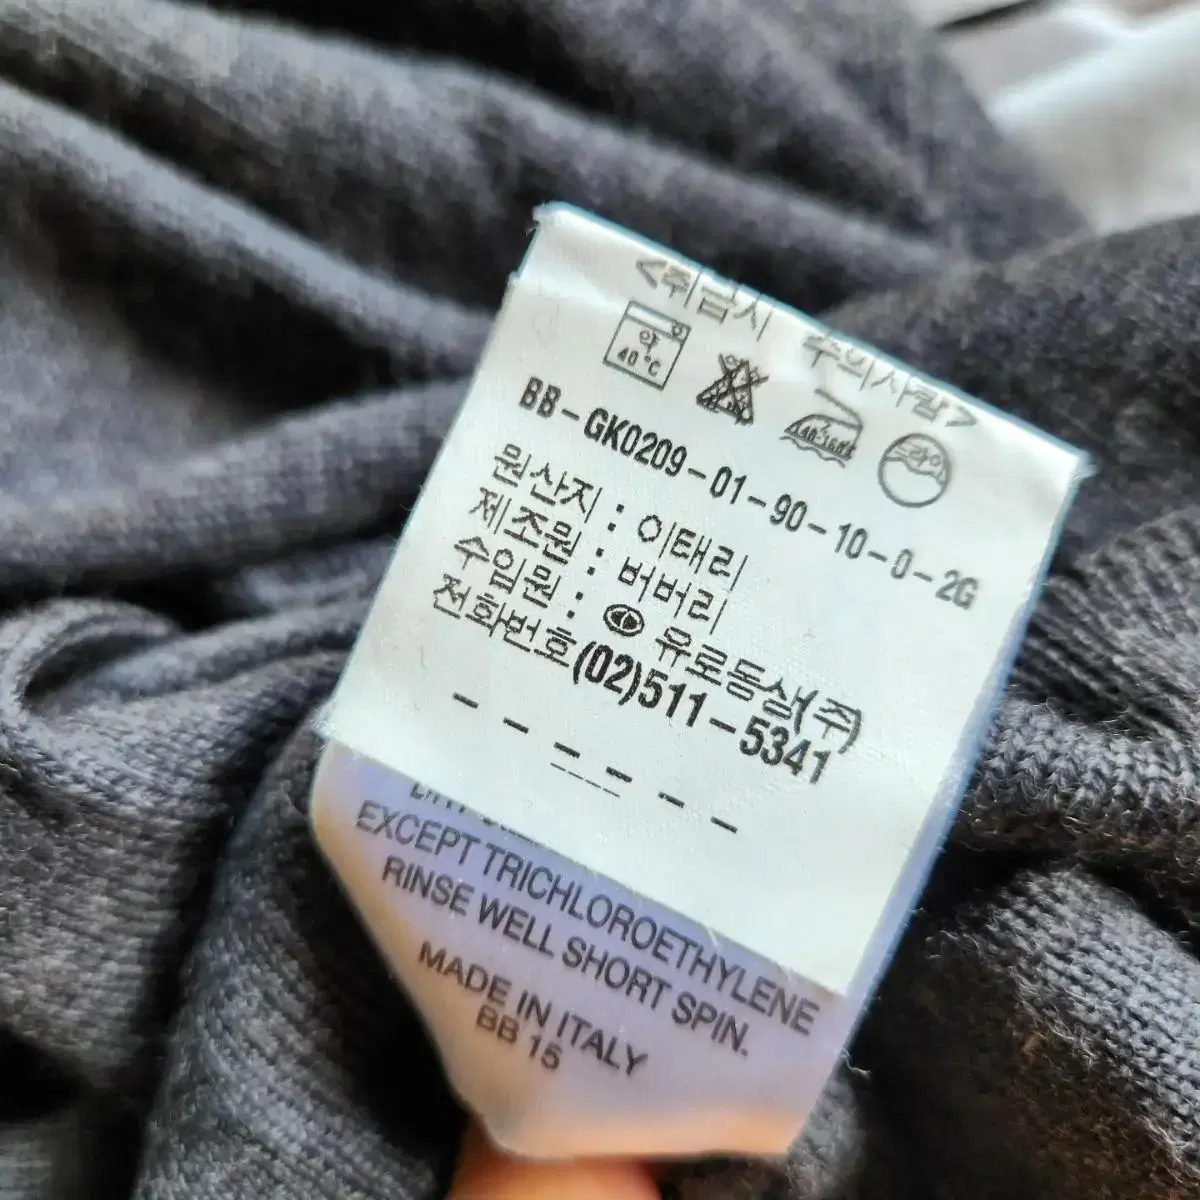 <취급시 주의사항>
약
40 °C
드라이
BB-GK0209-01-90-10-0-2G
원산지 : 이태리
제조원 : 버버리
수입원 : 유로통상(주)
전화번호(02)511-5341
EXCEPT TRICHLOROETHYLENE
RINSE WELL SHORT SPIN.
MADE IN ITALY
BB 15